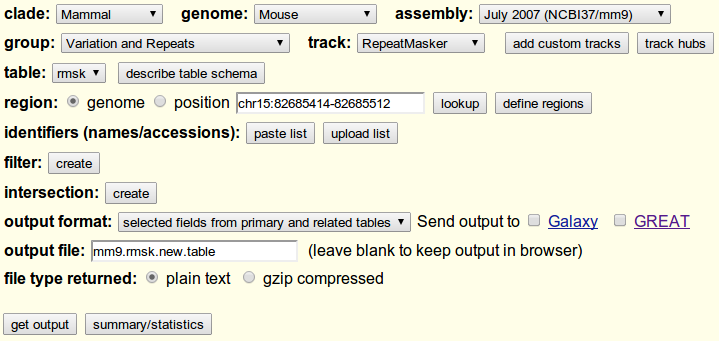 clade: Mammal genome: Mouse assembly: July 2007 (NCBI37/mm9)
group: Variation and Repeats track: RepeatMasker add custom tracks track hubs
table: rmsk describe table schema
region: genome position chr15:82685414-82685512 lookup define regions
identifiers (names/accessions): paste list upload list
filter: create
intersection: create
output format: selected fields from primary and related tables Send output to Galaxy GREAT
output file: mm9.rmsk.new.table (leave blank to keep output in browser)
file type returned: plain text gzip compressed
get output summary/statistics